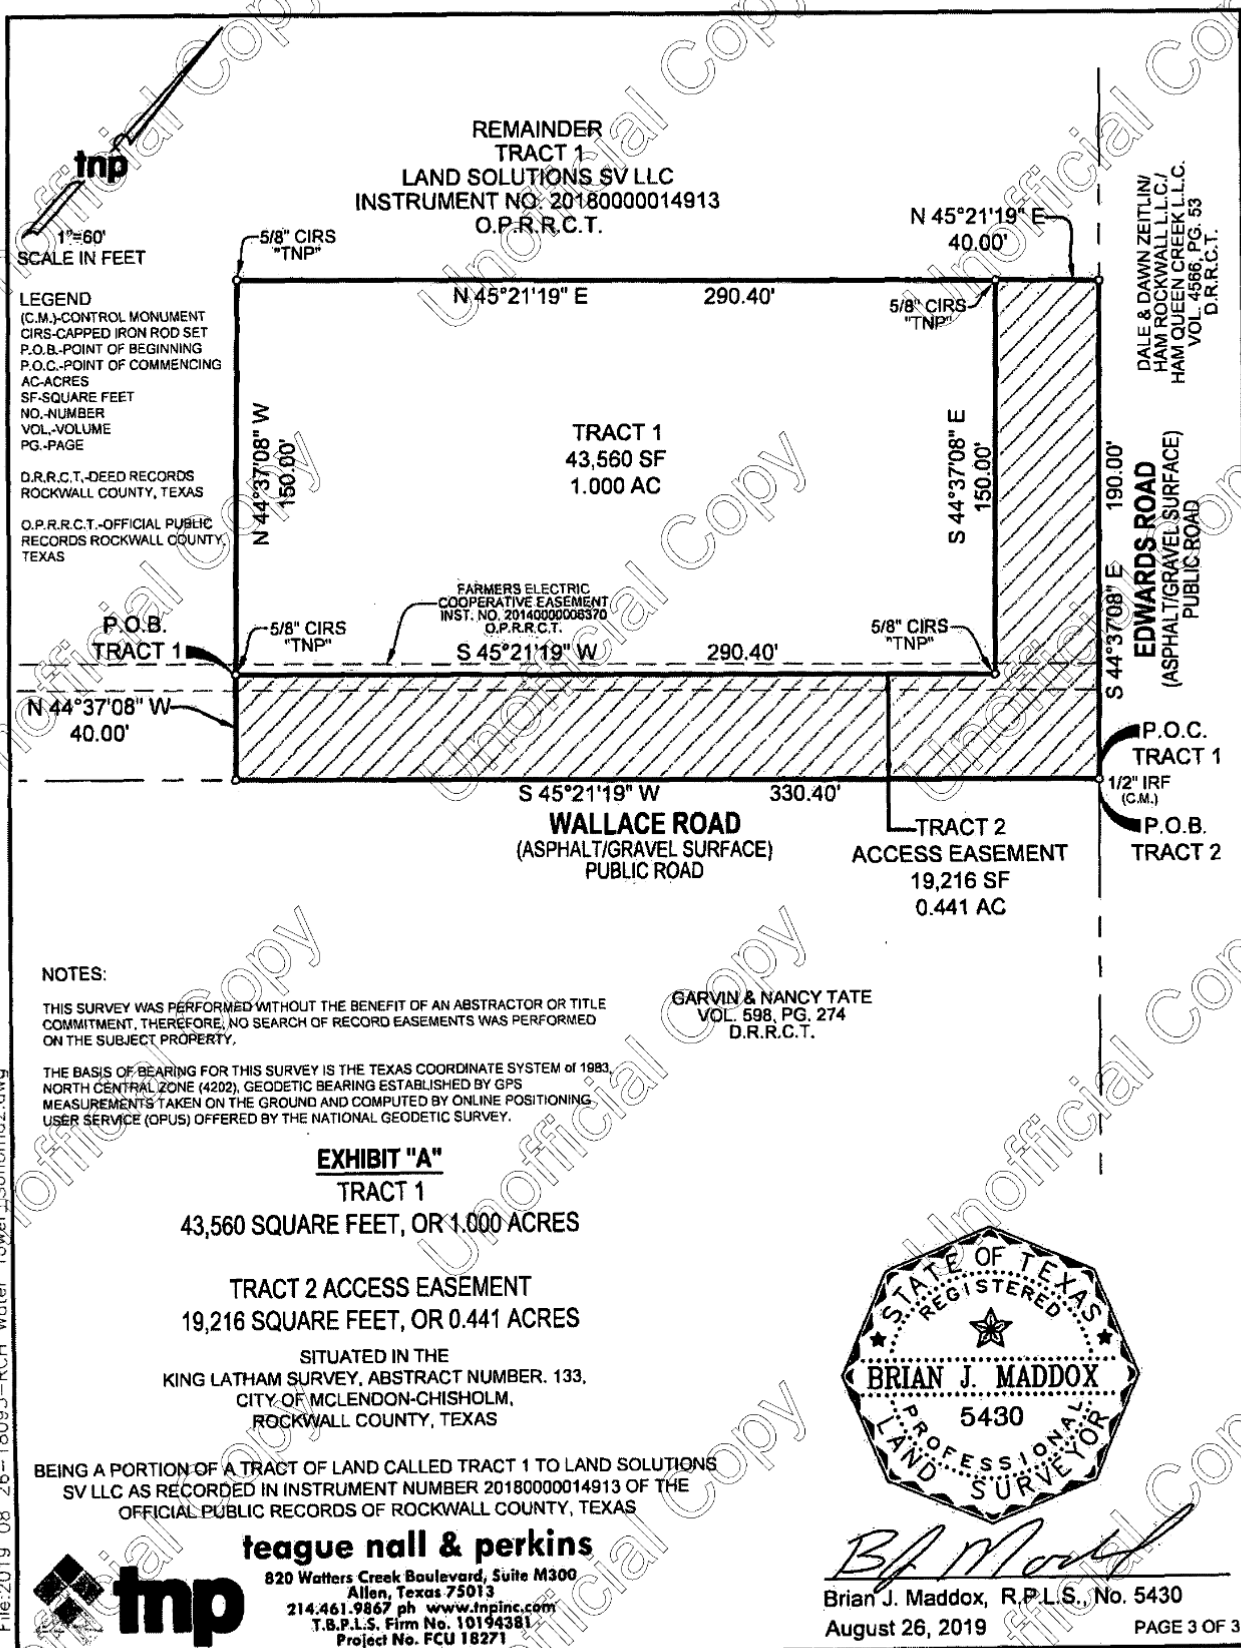 tnp
1"=60'
SCALE IN FEET
REMAINDER
TRACT 1
LAND SOLUTIONS SV LLC
INSTRUMENT NO. 20180000014913
O.P.R.R.C.T.
N 45°21'19" E
40.00'
DALE & DAWN ZEITLIN/
HAM ROCKWALL L.L.C./
HAM QUEEN CREEK L.L.C.
VOL. 4566, PG. 53
D.R.R.C.T.
5/8" CIRS
"TNP"
N 45°21'19" E 290.40'
5/8" CIRS
"TNP"
LEGEND
(C.M.)-CONTROL MONUMENT
CIRS-CAPPED IRON ROD SET
P.O.B.-POINT OF BEGINNING
P.O.C.-POINT OF COMMENCING
AC-ACRES
SF-SQUARE FEET
NO.-NUMBER
VOL.-VOLUME
PG.-PAGE
D.R.R.C.T.-DEED RECORDS
ROCKWALL COUNTY, TEXAS
O.P.R.R.C.T.-OFFICIAL PUBLIC
RECORDS ROCKWALL COUNTY,
TEXAS
N 44°37'08" W
150.00'
TRACT 1
43,560 SF
1.000 AC
S 44°37'08" E
150.00'
S 44°37'08" E 190.00'
EDWARDS ROAD
(ASPHALT/GRAVEL SURFACE)
PUBLIC ROAD
FARMERS ELECTRIC
COOPERATIVE EASEMENT
INST. NO. 20140000006370
O.P.R.R.C.T.
P.O.B.
TRACT 1
5/8" CIRS
"TNP"
S 45°21'19" W 290.40'
5/8" CIRS
"TNP"
N 44°37'08" W
40.00'
P.O.C.
TRACT 1
1/2" IRF
(C.M.)
P.O.B.
TRACT 2
S 45°21'19" W 330.40'
WALLACE ROAD
(ASPHALT/GRAVEL SURFACE)
PUBLIC ROAD
TRACT 2
ACCESS EASEMENT
19,216 SF
0.441 AC
NOTES:
THIS SURVEY WAS PERFORMED WITHOUT THE BENEFIT OF AN ABSTRACTOR OR TITLE
COMMITMENT, THEREFORE, NO SEARCH OF RECORD EASEMENTS WAS PERFORMED
ON THE SUBJECT PROPERTY.
THE BASIS OF BEARING FOR THIS SURVEY IS THE TEXAS COORDINATE SYSTEM of 1983,
NORTH CENTRAL ZONE (4202), GEODETIC BEARING ESTABLISHED BY GPS
MEASUREMENTS TAKEN ON THE GROUND AND COMPUTED BY ONLINE POSITIONING
USER SERVICE (OPUS) OFFERED BY THE NATIONAL GEODETIC SURVEY.
GARVIN & NANCY TATE
VOL. 598, PG. 274
D.R.R.C.T.
EXHIBIT "A"
TRACT 1
43,560 SQUARE FEET, OR 1.000 ACRES
TRACT 2 ACCESS EASEMENT
19,216 SQUARE FEET, OR 0.441 ACRES
SITUATED IN THE
KING LATHAM SURVEY, ABSTRACT NUMBER. 133,
CITY OF MCLENDON-CHISHOLM,
ROCKWALL COUNTY, TEXAS
BEING A PORTION OF A TRACT OF LAND CALLED TRACT 1 TO LAND SOLUTIONS
SV LLC AS RECORDED IN INSTRUMENT NUMBER 20180000014913 OF THE
OFFICIAL PUBLIC RECORDS OF ROCKWALL COUNTY, TEXAS
tnp
teague nall & perkins
820 Watters Creek Boulevard, Suite M300
Allen, Texas 75013
214.461.9867 ph www.tnpinc.com
T.B.P.L.S. Firm No. 10194381
Project No. FCU 18271
STATE OF TEXAS
REGISTERED
BRIAN J. MADDOX
5430
PROFESSIONAL
LAND SURVEYOR
Brian J. Maddox, R.P.L.S., No. 5430
August 26, 2019
PAGE 3 OF 3
Unofficial Copy